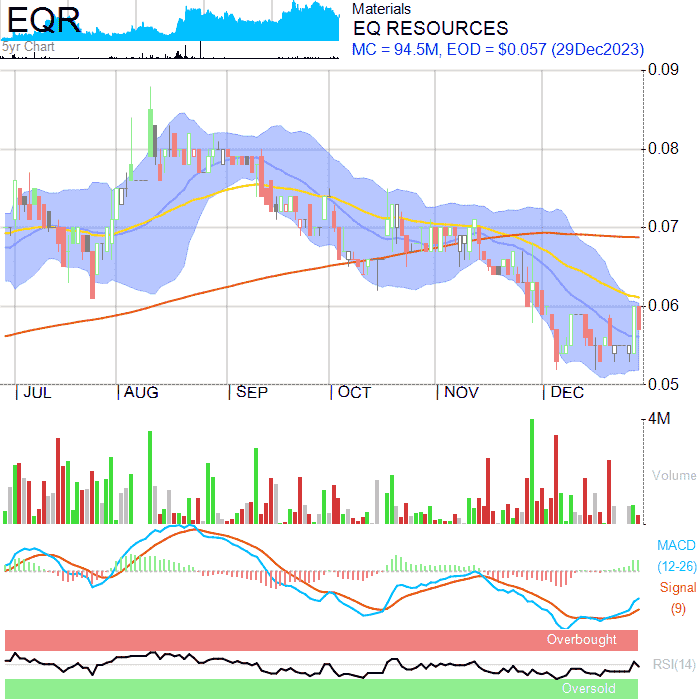 EQR
5yr Chart
Materials
EQ RESOURCES
MC = 94.5M, EOD = $0.057 (29Dec2023)
0.09
0.08
0.07
0.06
0.05
JUL AUG SEP OCT NOV DEC
4M
Volume
MACD
(12-26)
Signal
(9)
Overbought
RSI(14)
Oversold